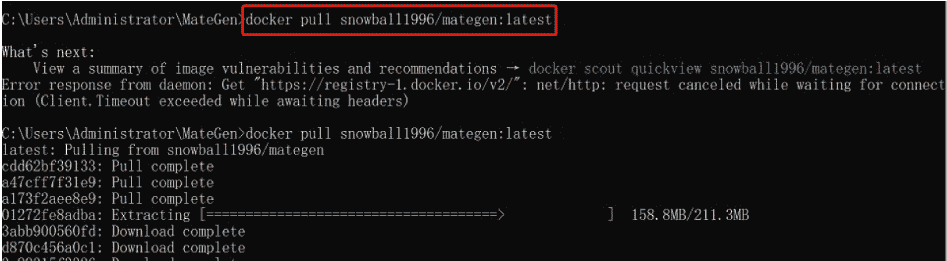 C:\Users\Administrator\MateGen>docker pull snowball1996/mategen:latest
What's next:
View a summary of image vulnerabilities and recommendations → docker scout quickview snowball1996/mategen:latest
Error response from daemon: Get "https://registry-1.docker.io/v2/": net/http: request canceled while waiting for connect
ion (Client.Timeout exceeded while awaiting headers)
C:\Users\Administrator\MateGen>docker pull snowball1996/mategen:latest
latest: Pulling from snowball1996/mategen
cdd62bf39133: Pull complete
a47cff7f31e9: Pull complete
a173f2aee8e9: Pull complete
01272fe8adba: Extracting [=====================================>             ]  158.8MB/211.3MB
3abb900560fd: Download complete
d870c456a0c1: Download complete